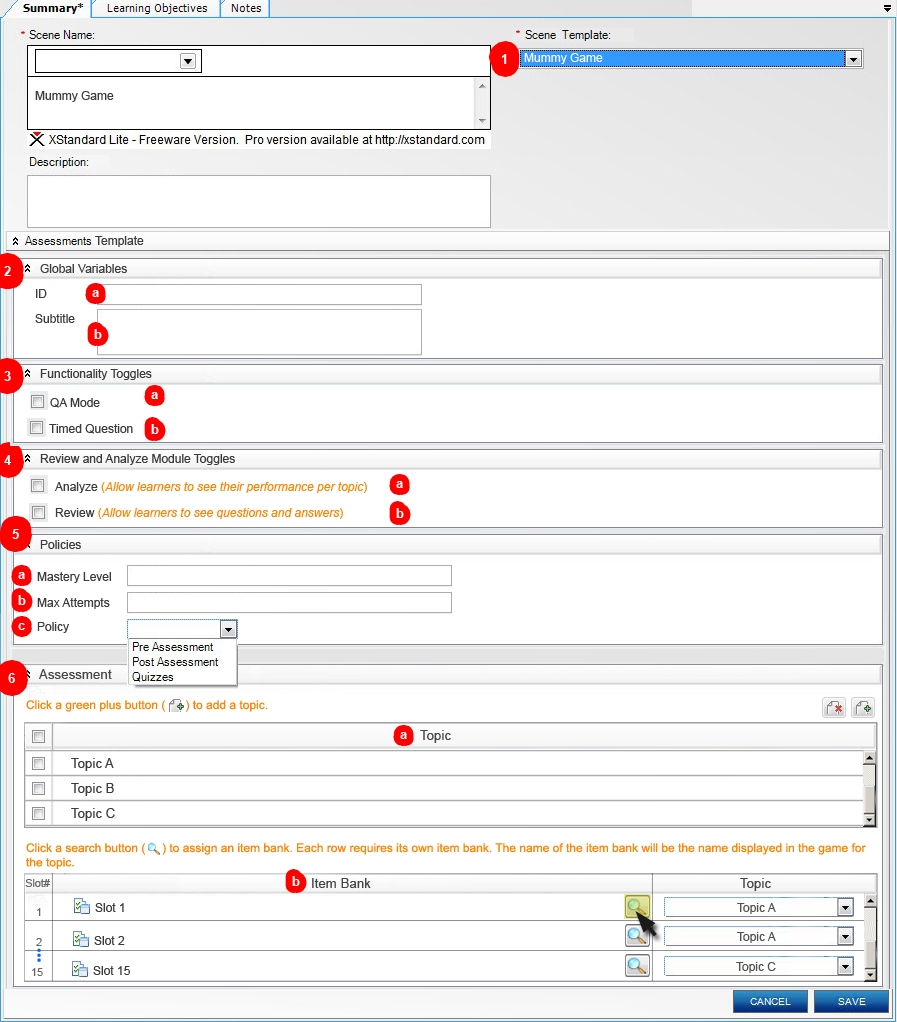 Summary* Learning Objectives Notes
* Scene Name: * Scene Template:
1 Mummy Game
Mummy Game
XStandard Lite - Freeware Version. Pro version available at http://xstandard.com
Description:
Assessments Template
2 Global Variables
ID a
Subtitle b
3 Functionality Toggles
QA Mode a
Timed Question b
4 Review and Analyze Module Toggles
Analyze (Allow learners to see their performance per topic) a
Review (Allow learners to see questions and answers) b
5 Policies
a Mastery Level
b Max Attempts
c Policy
Pre Assessment
Post Assessment
Quizzes
6 Assessment
Click a green plus button ( ) to add a topic.
a Topic
Topic A
Topic B
Topic C
Click a search button ( ) to assign an item bank. Each row requires its own item bank. The name of the item bank will be the name displayed in the game for
the topic.
Slot# b Item Bank Topic
1 Slot 1 Topic A
2 Slot 2 Topic A
15 Slot 15 Topic C
CANCEL SAVE